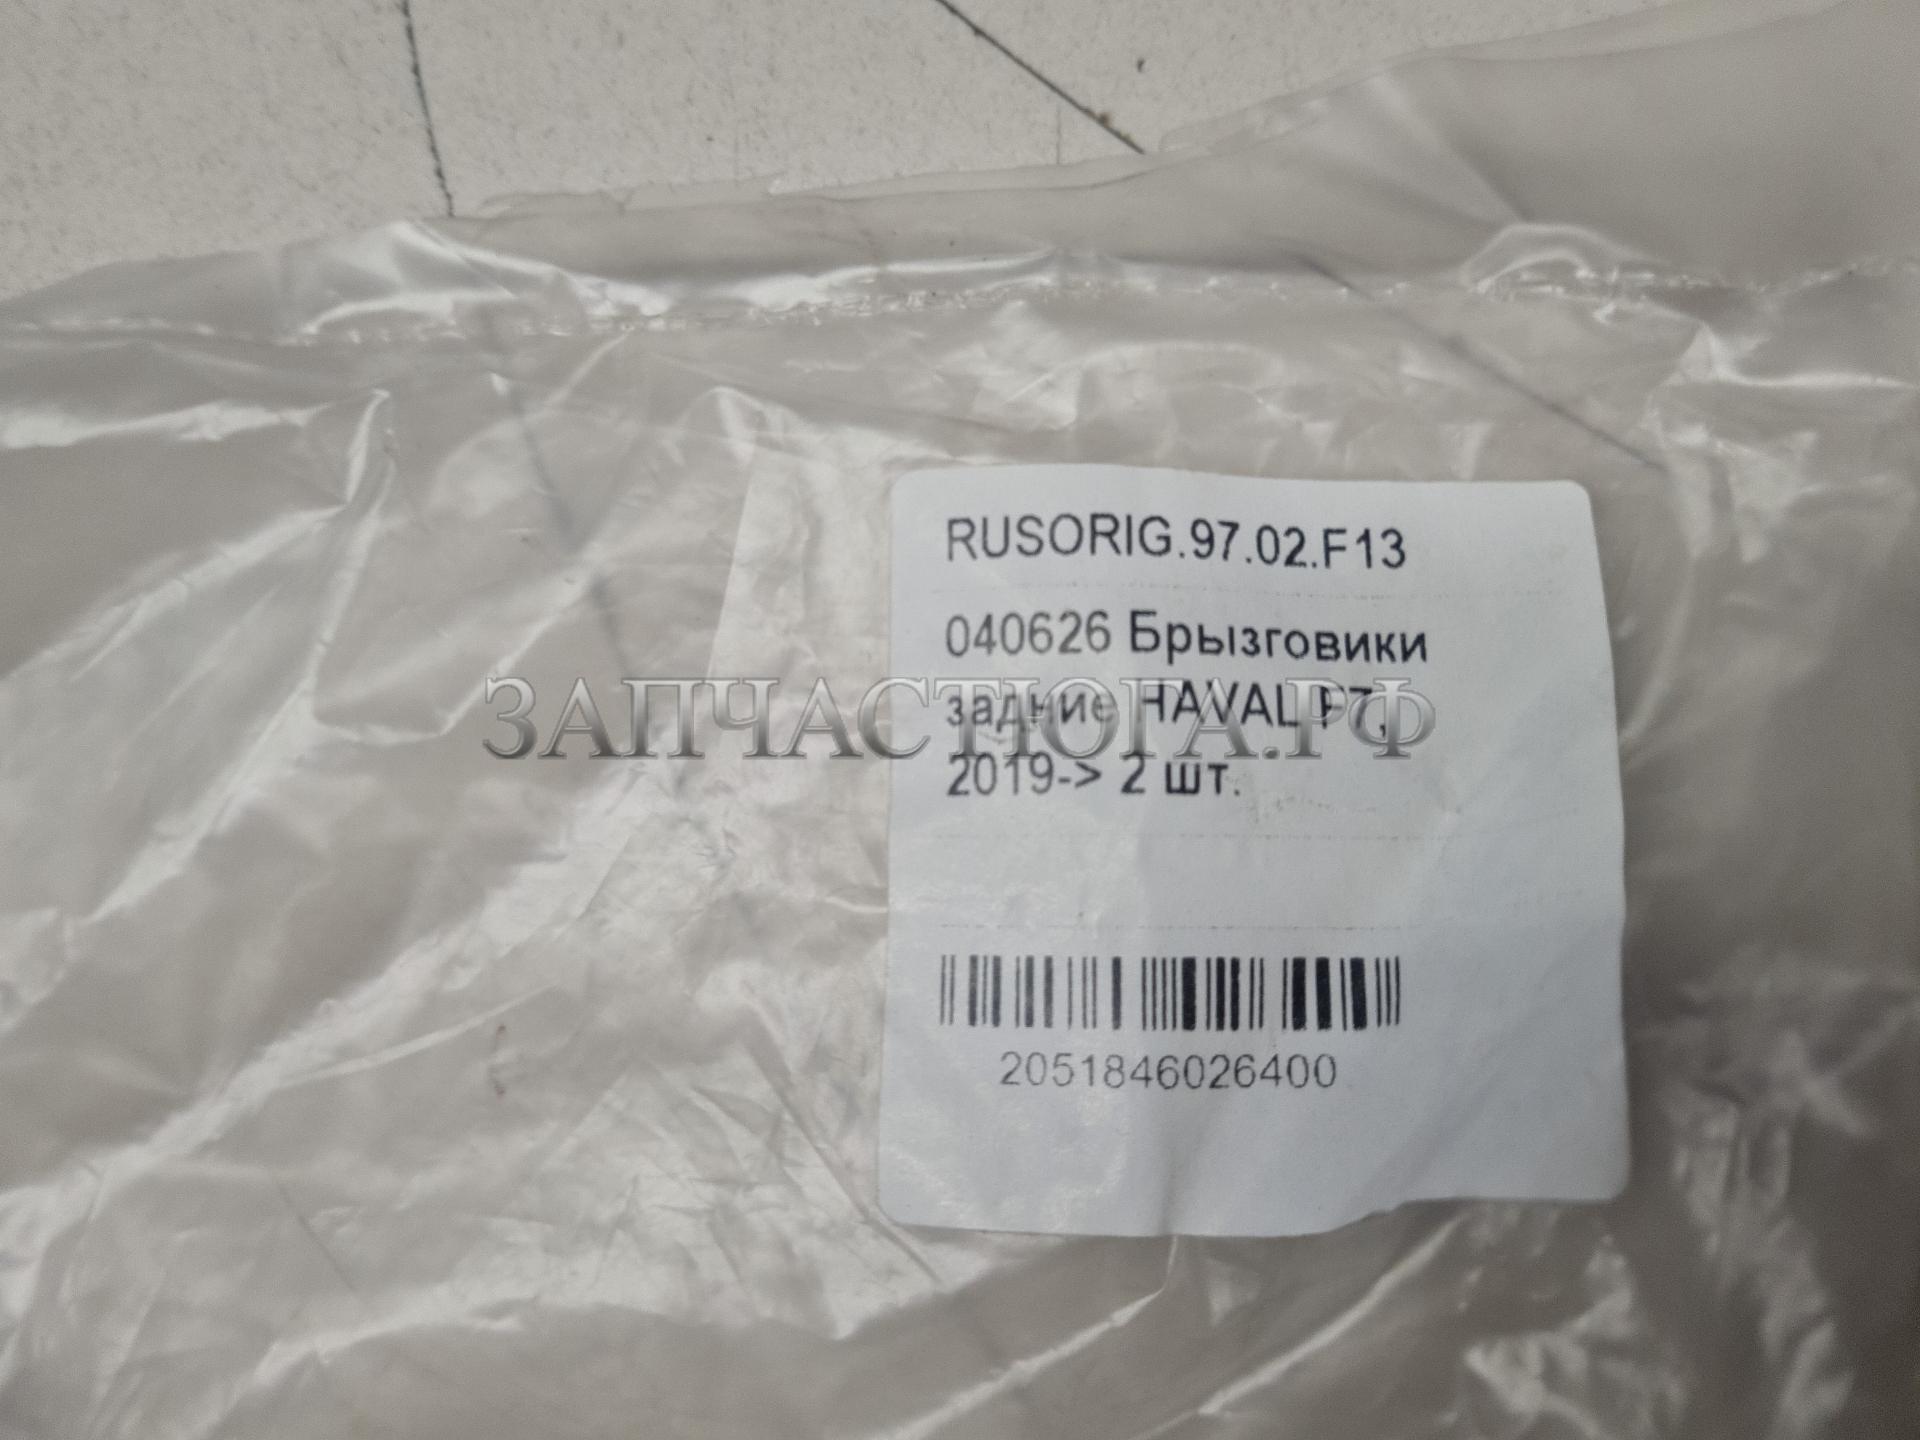 RUSORIG.97.02.F13
040626 Брызговики
задние HAVAL F7,
ЗАПЧАСТЮГА.РФ
2019-> 2 шт.
2051846026400